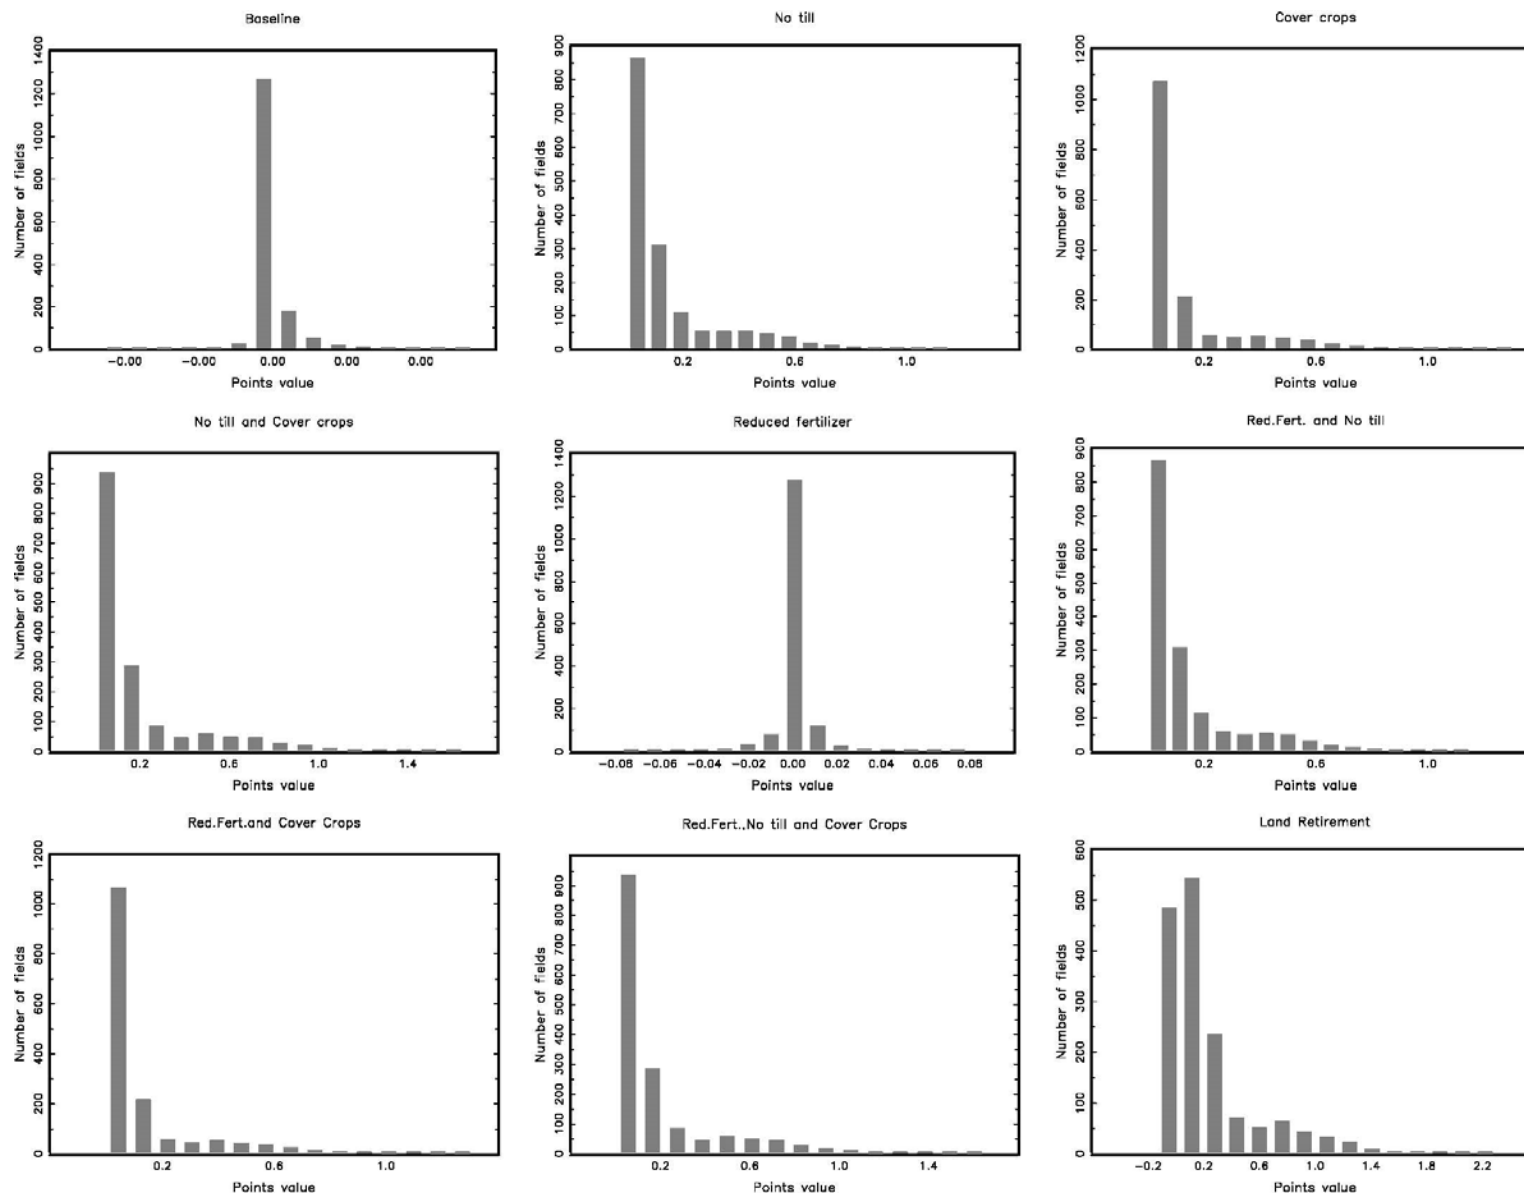 Baseline
Number of fields
0 200 400 600 800 1000 1200 1400
-0.00 -0.00 0.00 0.00 0.00
Points value
No till
Number of fields
0 100 200 300 400 500 600 700 800 900
0.2 0.6 1.0
Points value
Cover crops
Number of fields
0 200 400 600 800 1000 1200
0.2 0.6 1.0
Points value
No till and Cover crops
Number of fields
0 100 200 300 400 500 600 700 800 900
0.2 0.6 1.0 1.4
Points value
Reduced fertilizer
Number of fields
0 200 400 600 800 1000 1200 1400
-0.08 -0.06 -0.04 -0.02 0.00 0.02 0.04 0.06 0.08
Points value
Red.Fert. and No till
Number of fields
0 100 200 300 400 500 600 700 800 900
0.2 0.6 1.0
Points value
Red.Fert.and Cover Crops
Number of fields
0 200 400 600 800 1000 1200
0.2 0.6 1.0
Points value
Red.Fert.,No till and Cover Crops
Number of fields
0 100 200 300 400 500 600 700 800 900
0.2 0.6 1.0 1.4
Points value
Land Retirement
Number of fields
0 100 200 300 400 500 600
-0.2 0.2 0.6 1.0 1.4 1.8 2.2
Points value